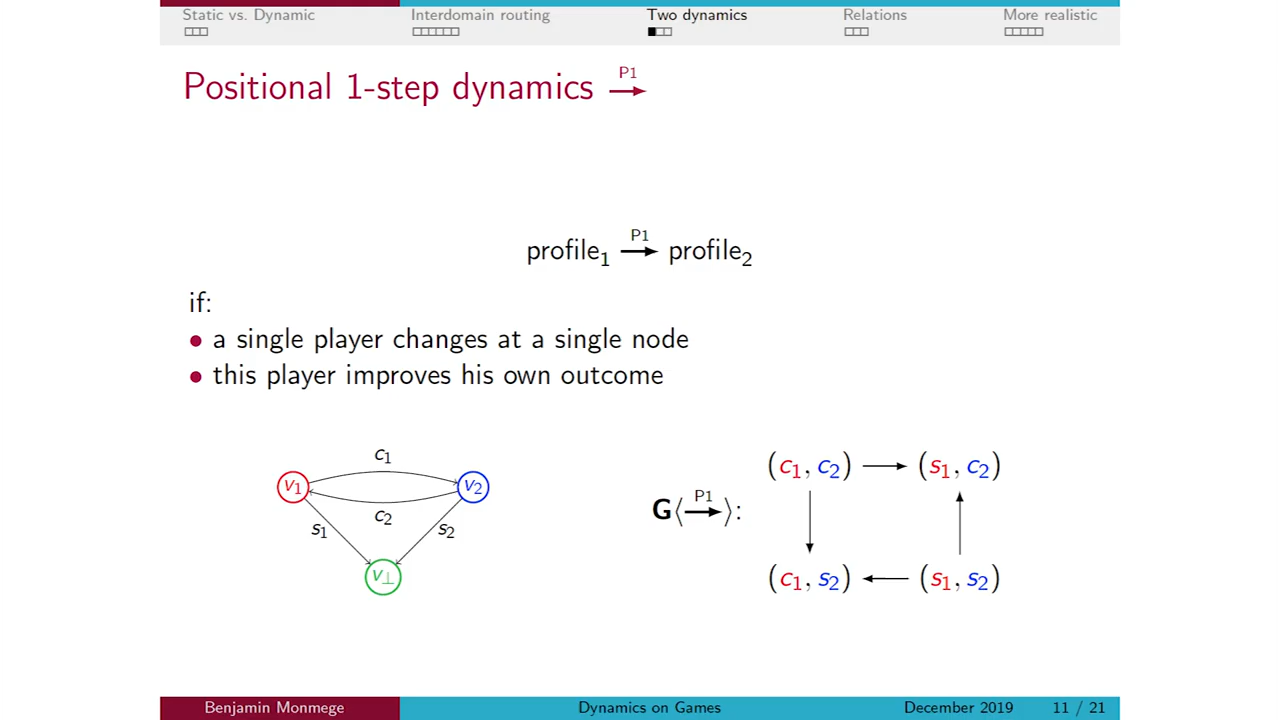 Static vs. Dynamic Interdomain routing Two dynamics Relations More realistic
Positional 1-step dynamics P1→
profile₁ P1→ profile₂
if:
• a single player changes at a single node
• this player improves his own outcome
c₁
v₁ v₂
c₂
s₁ s₂
v⊥
(c₁, c₂) → (s₁, c₂)
G⟨P1→⟩:
(c₁, s₂) ← (s₁, s₂)
Benjamin Monmege Dynamics on Games December 2019 11 / 21